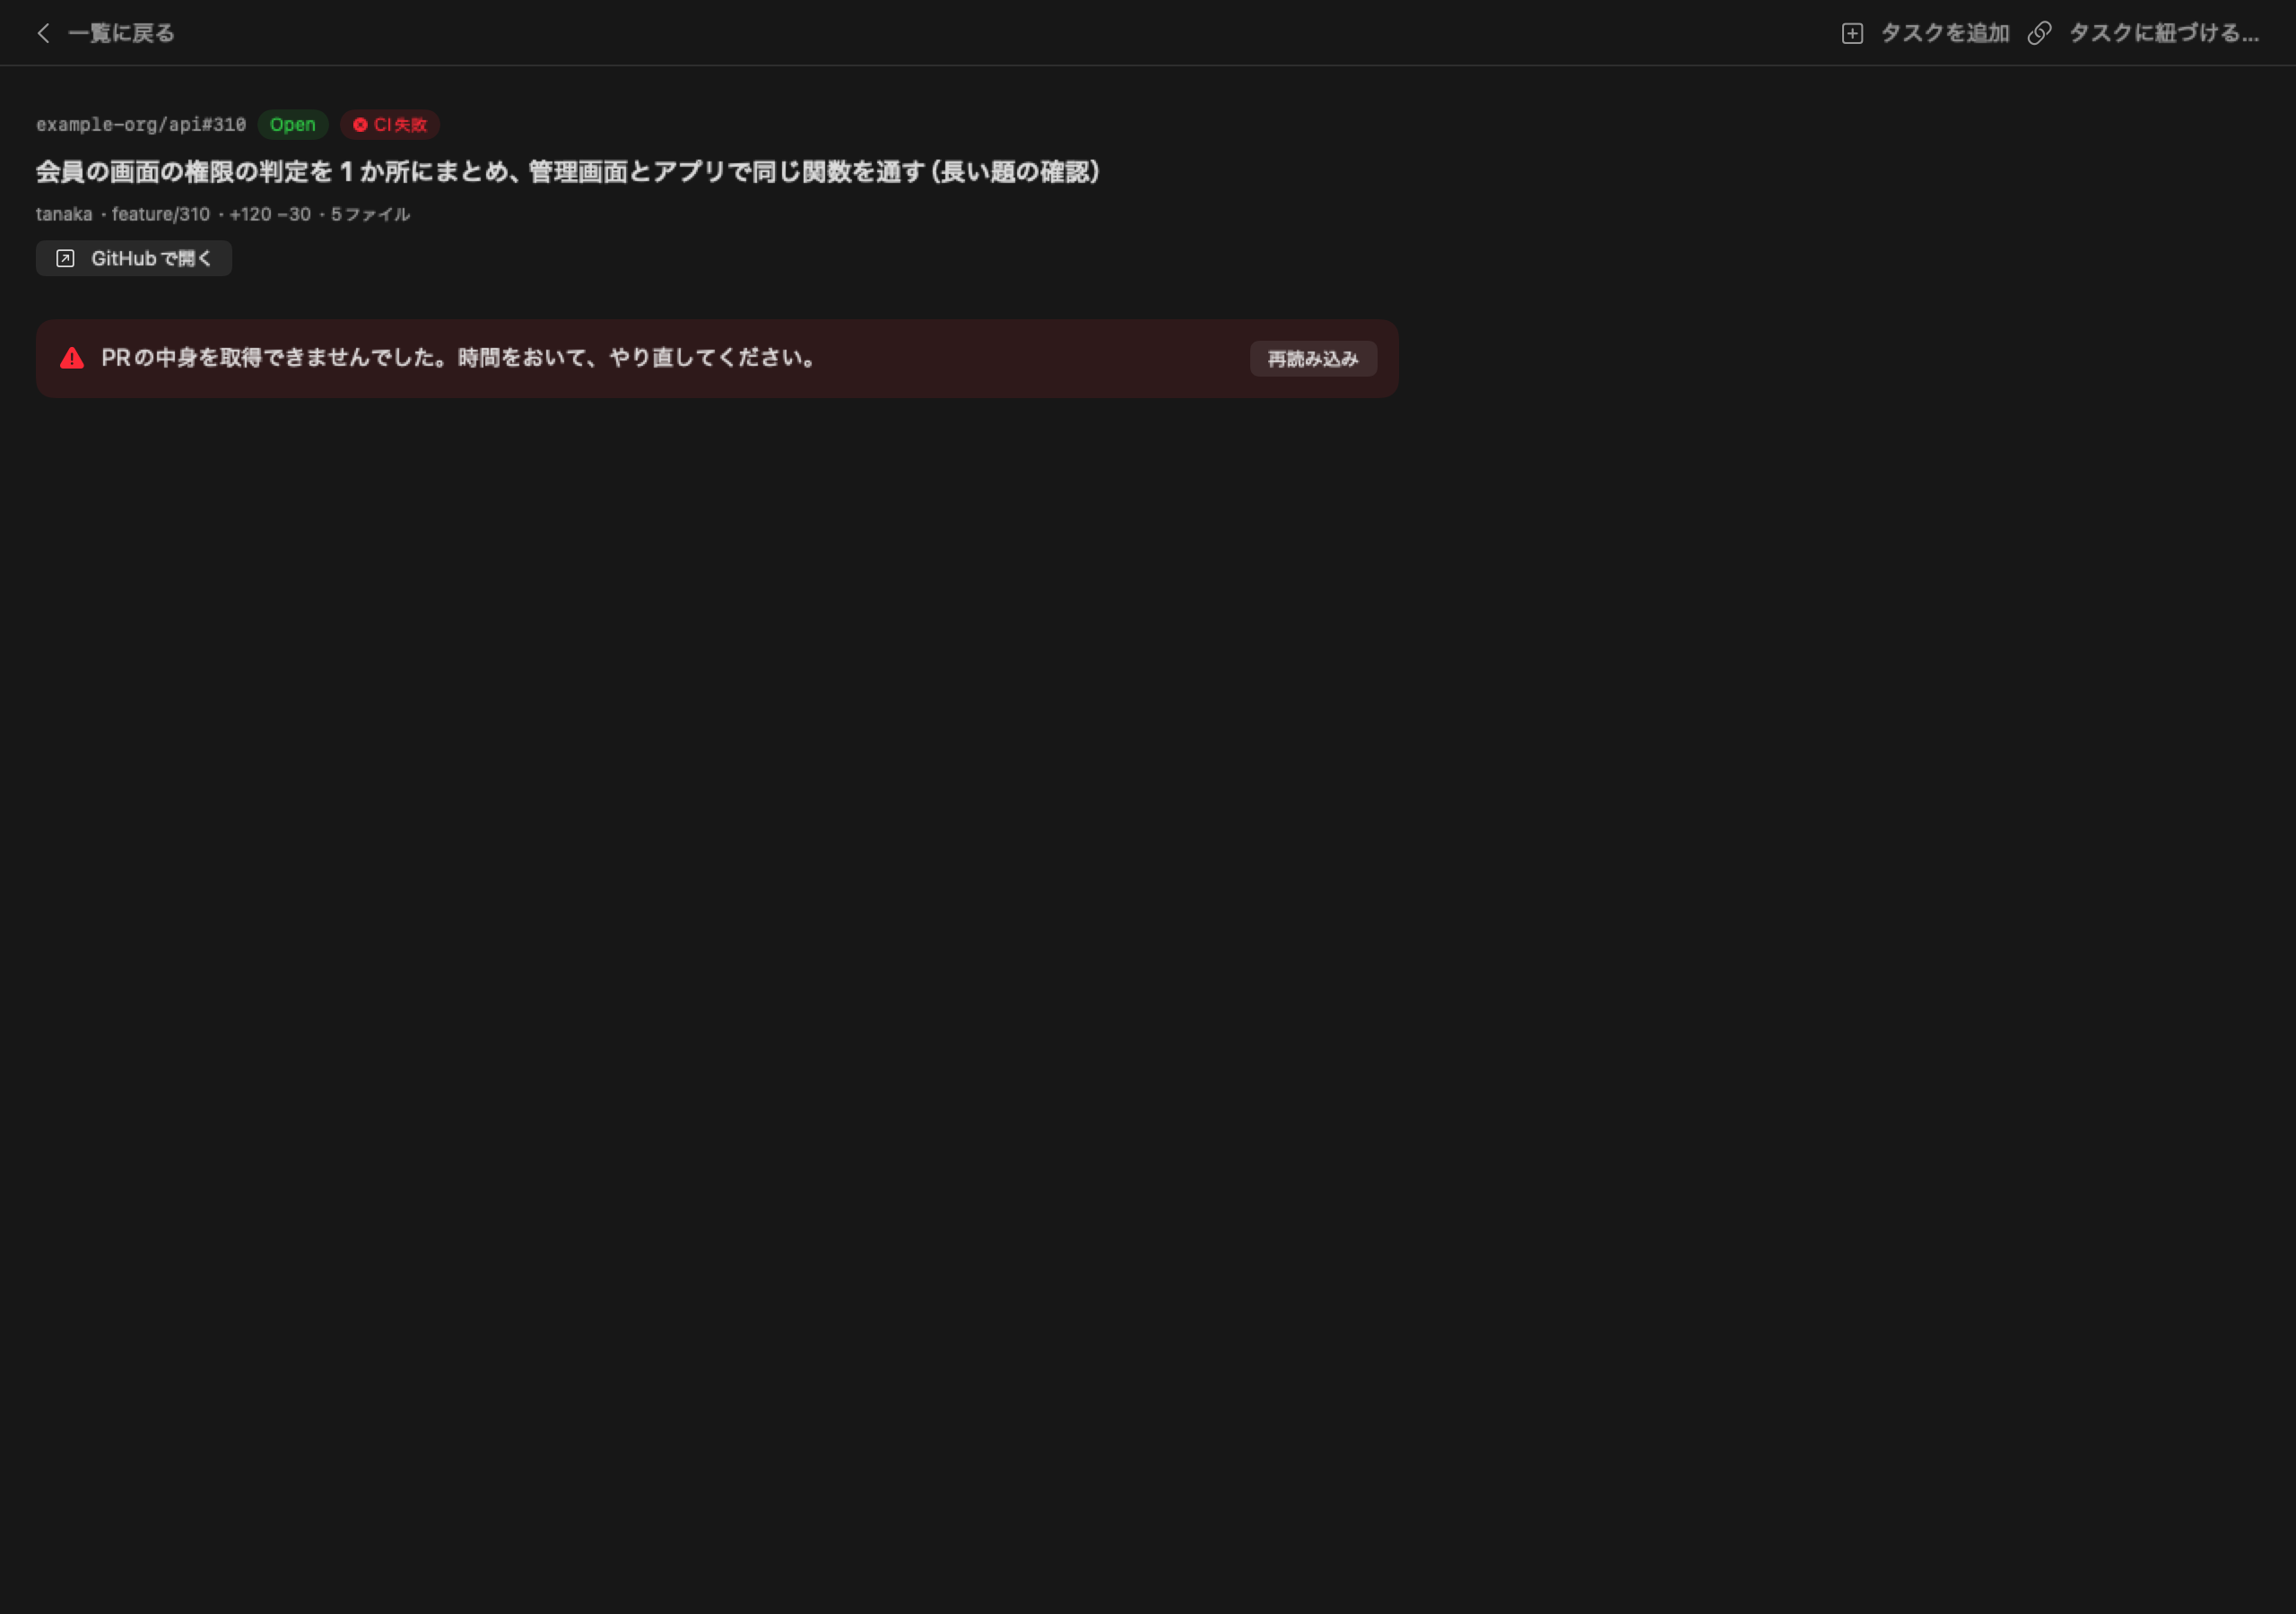 一覧に戻る
タスクを追加
タスクに紐づける...
example-org/api#310 Open CI失敗
会員の画面の権限の判定を1か所にまとめ、管理画面とアプリで同じ関数を通す(長い題の確認)
tanaka・feature/310・+120 −30・5ファイル
GitHubで開く
PRの中身を取得できませんでした。時間をおいて、やり直してください。
再読み込み